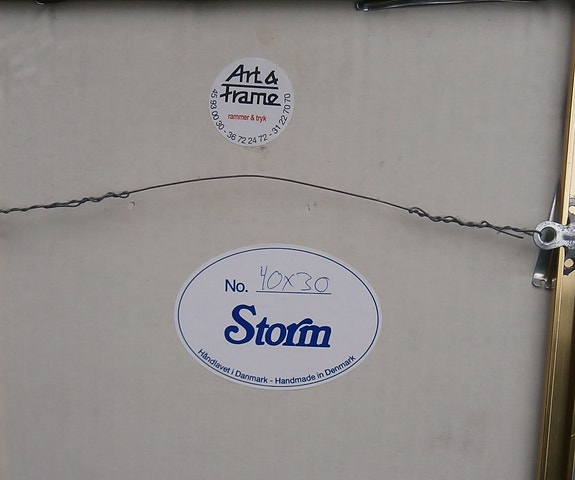 Art &
Frame
rammer & tryk
45 93 00 30 - 36 72 24 72 - 31 22 70 70
No. 40x30
Storm
Håndlavet i Danmark - Handmade in Denmark